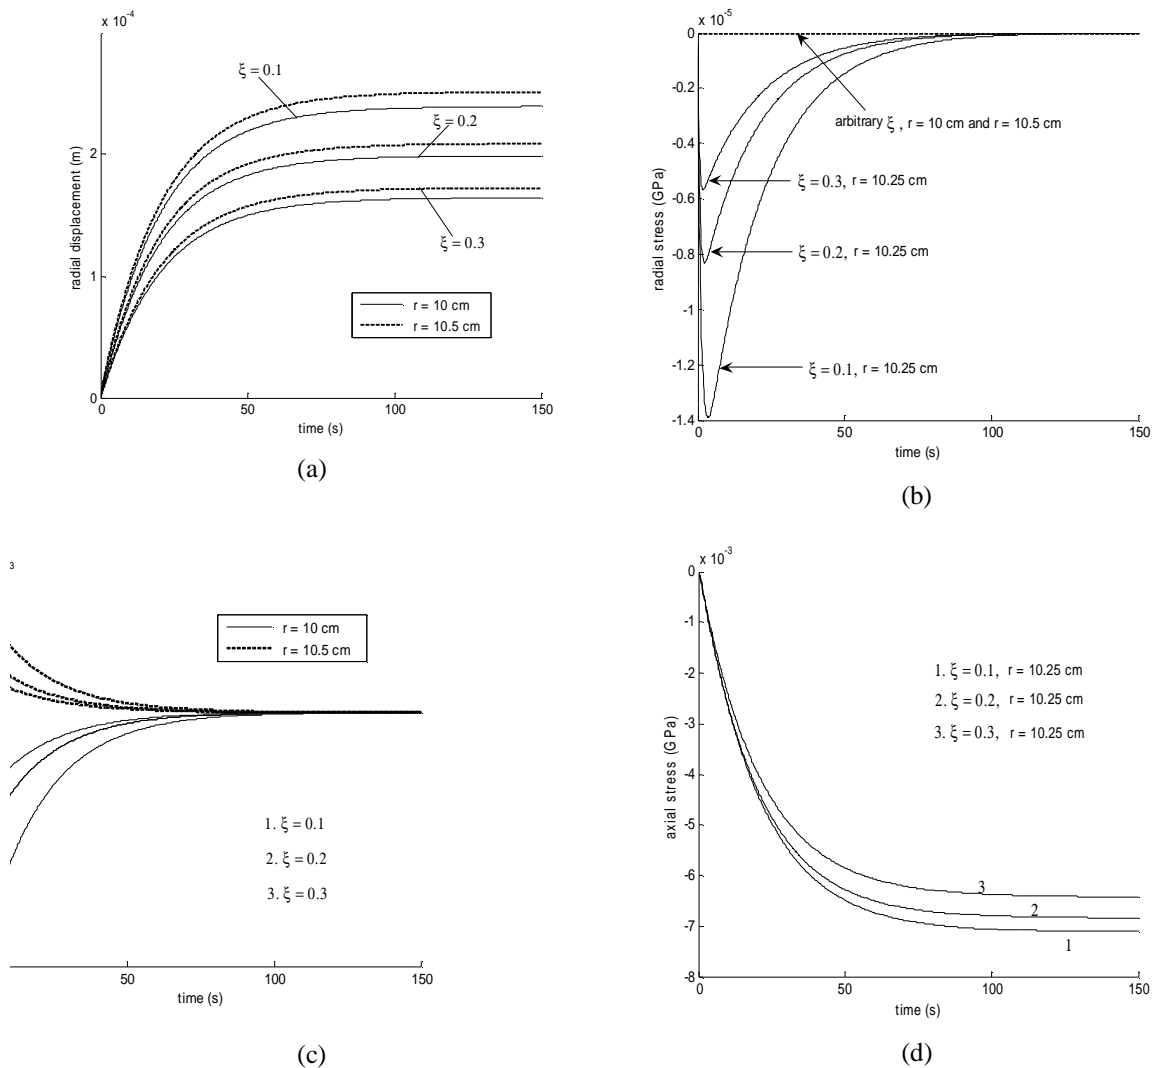 x 10-4
2
1
0
radial displacement (m)
ξ = 0.1
ξ = 0.2
ξ = 0.3
r = 10 cm
r = 10.5 cm
0 50 100 150
time (s)
(a)
x 10-5
0
-0.2
-0.4
-0.6
-0.8
-1
-1.2
-1.4
radial stress (GPa)
arbitrary ξ , r = 10 cm and r = 10.5 cm
ξ = 0.3, r = 10.25 cm
ξ = 0.2, r = 10.25 cm
ξ = 0.1, r = 10.25 cm
0 50 100 150
time (s)
(b)
3
r = 10 cm
r = 10.5 cm
1. ξ = 0.1
2. ξ = 0.2
3. ξ = 0.3
50 100 150
time (s)
(c)
x 10-3
0
-1
-2
-3
-4
-5
-6
-7
-8
axial stress (GPa)
1. ξ = 0.1, r = 10.25 cm
2. ξ = 0.2, r = 10.25 cm
3. ξ = 0.3, r = 10.25 cm
3
2
1
0 50 100 150
time (s)
(d)